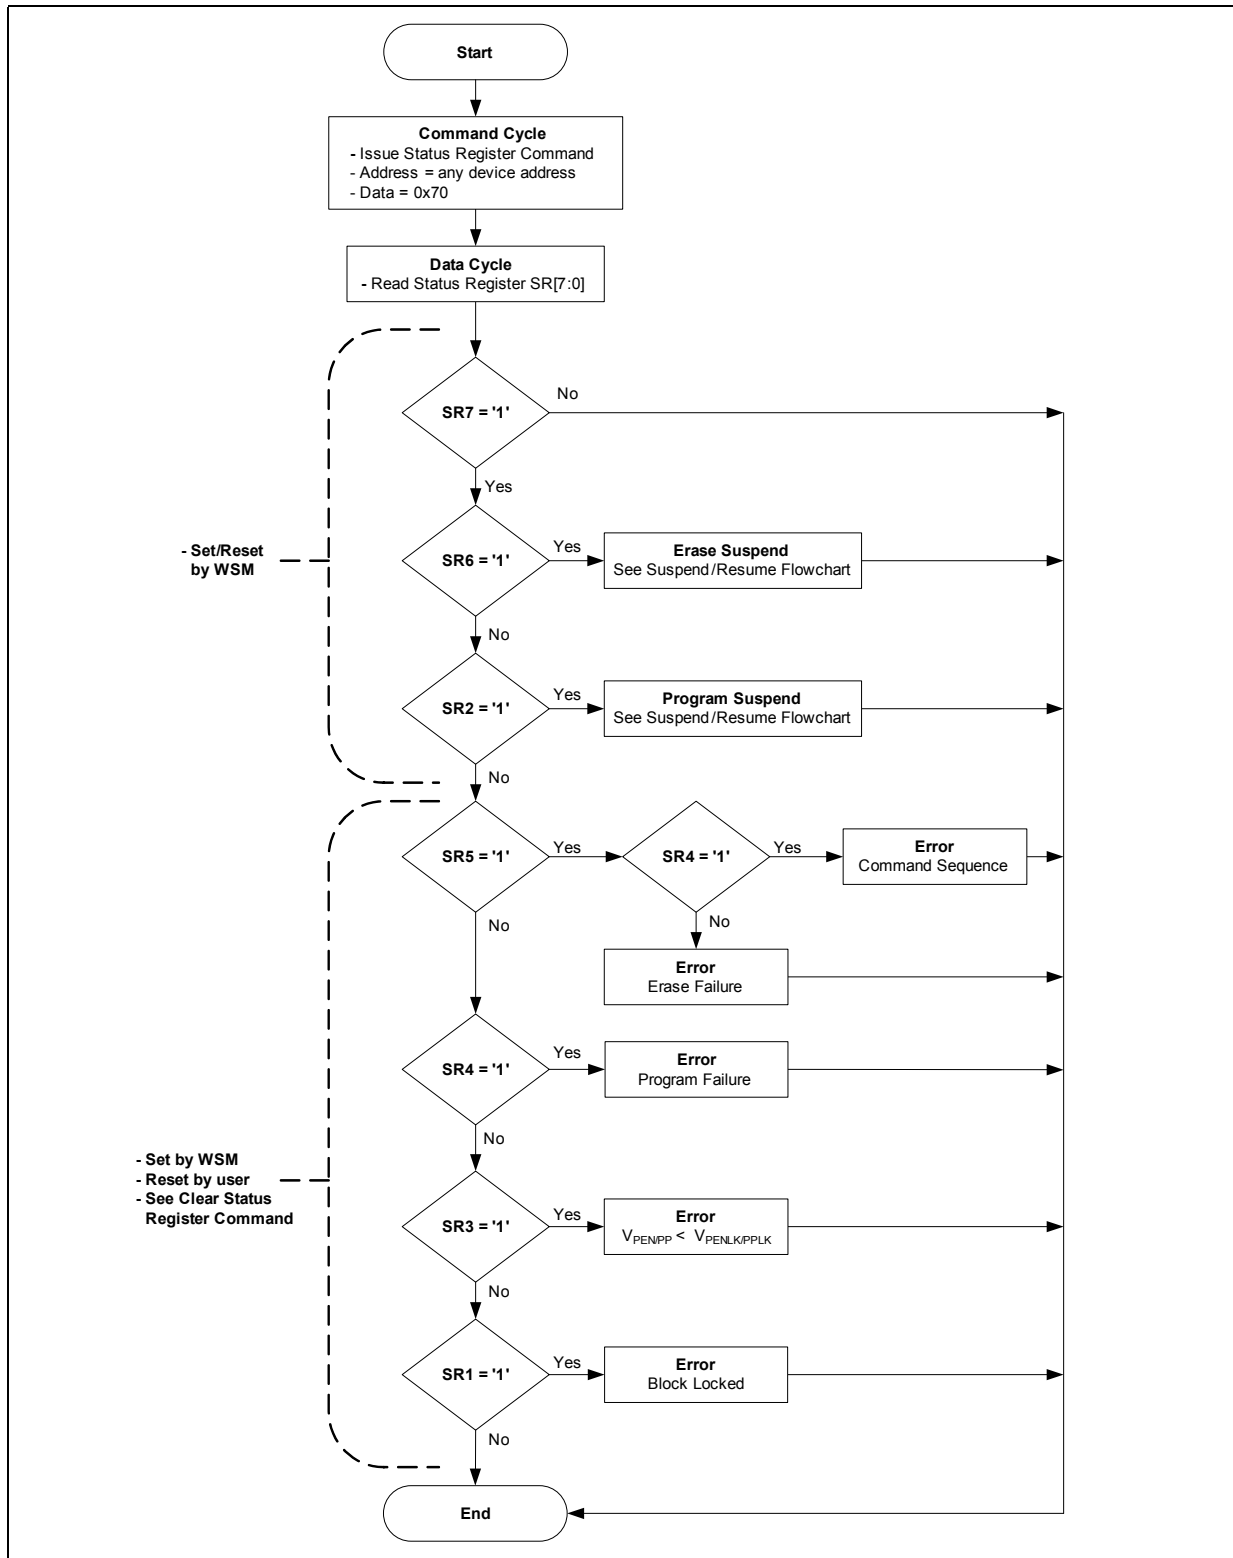 Start
Command Cycle
- Issue Status Register Command
- Address = any device address
- Data = 0x70
Data Cycle
- Read Status Register SR[7:0]
SR7 = '1'
No
Yes
- Set/Reset
by WSM
SR6 = '1'
Yes
Erase Suspend
See Suspend/Resume Flowchart
No
SR2 = '1'
Yes
Program Suspend
See Suspend/Resume Flowchart
No
SR5 = '1'
Yes
SR4 = '1'
Yes
Error
Command Sequence
No
No
Error
Erase Failure
SR4 = '1'
Yes
Error
Program Failure
No
- Set by WSM
- Reset by user
- See Clear Status
Register Command
SR3 = '1'
Yes
Error
VPEN/PP < VPENLK/PPLK
No
SR1 = '1'
Yes
Error
Block Locked
No
End